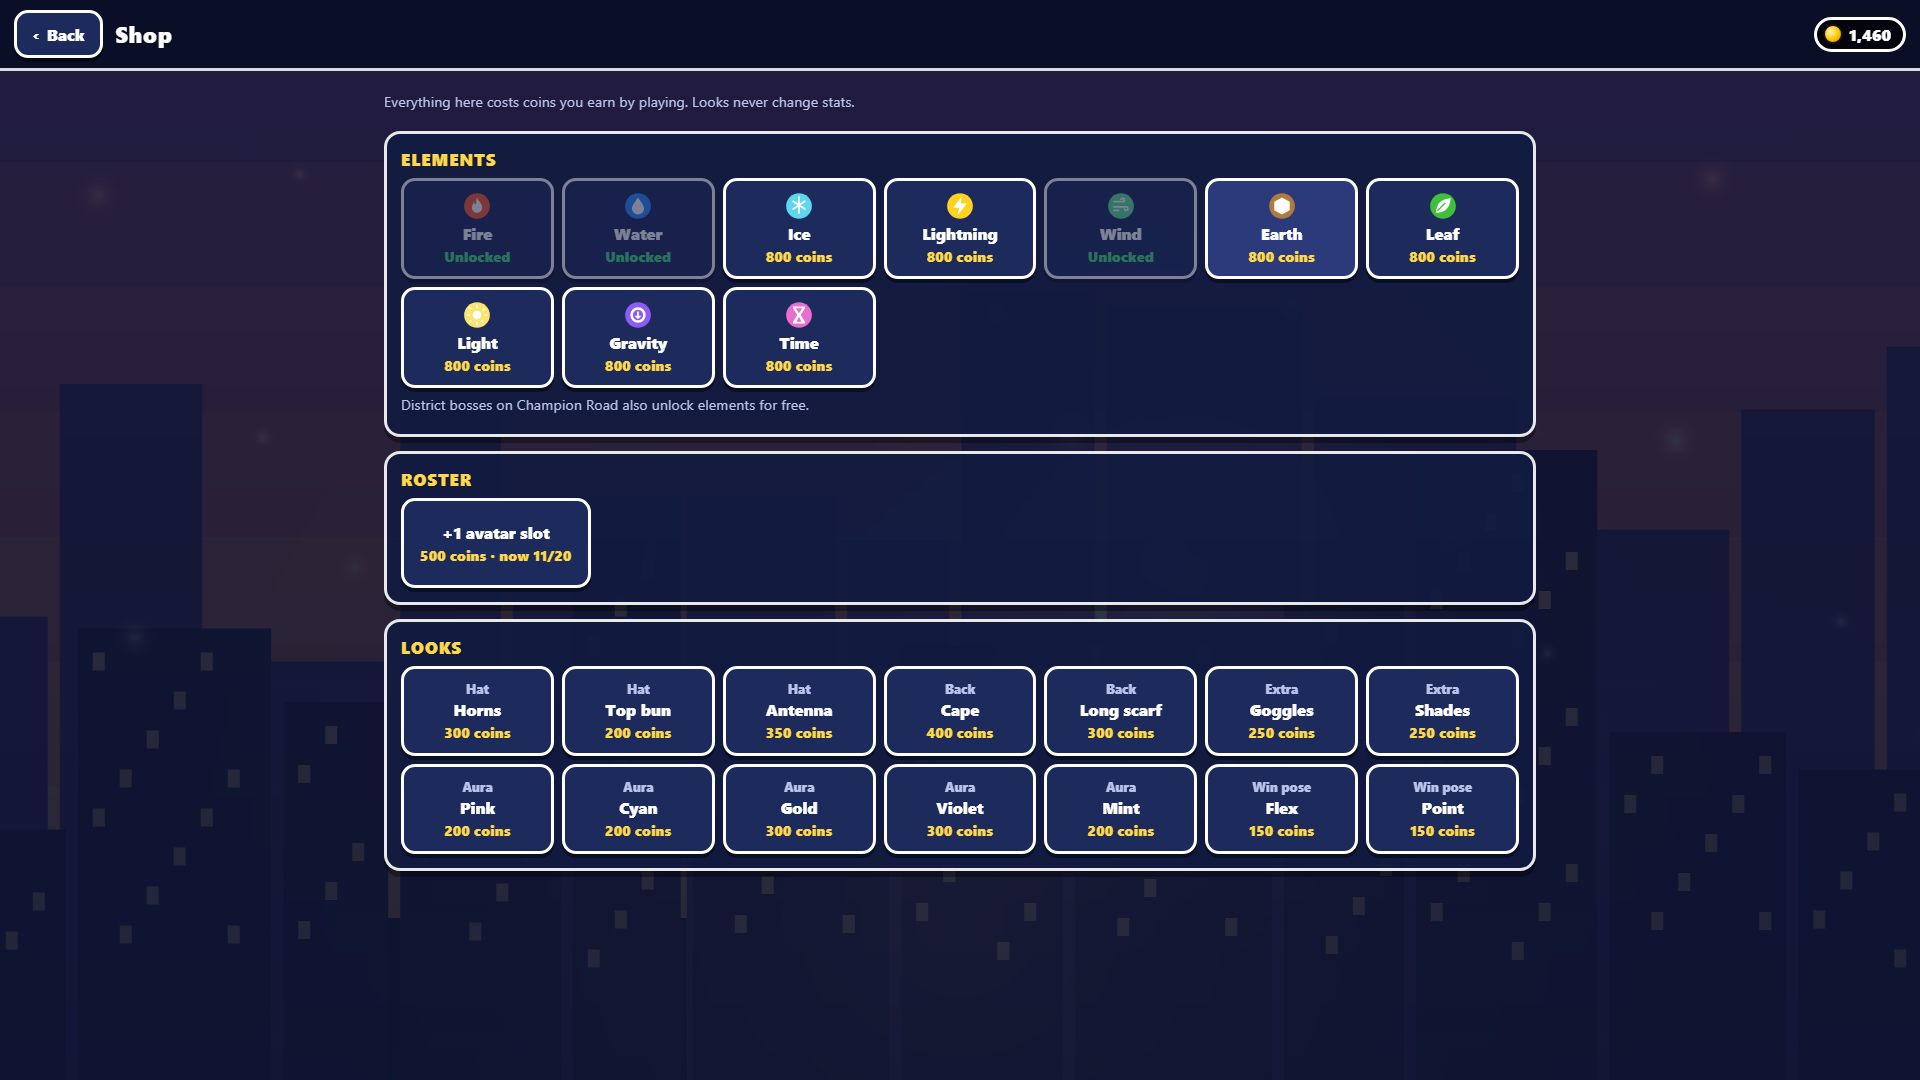 ‹ Back
Shop
1,460
Everything here costs coins you earn by playing. Looks never change stats.
ELEMENTS
Fire
Unlocked
Water
Unlocked
Ice
800 coins
Lightning
800 coins
Wind
Unlocked
Earth
800 coins
Leaf
800 coins
Light
800 coins
Gravity
800 coins
Time
800 coins
District bosses on Champion Road also unlock elements for free.
ROSTER
+1 avatar slot
500 coins · now 11/20
LOOKS
Hat
Horns
300 coins
Hat
Top bun
200 coins
Hat
Antenna
350 coins
Back
Cape
400 coins
Back
Long scarf
300 coins
Extra
Goggles
250 coins
Extra
Shades
250 coins
Aura
Pink
200 coins
Aura
Cyan
200 coins
Aura
Gold
300 coins
Aura
Violet
300 coins
Aura
Mint
200 coins
Win pose
Flex
150 coins
Win pose
Point
150 coins